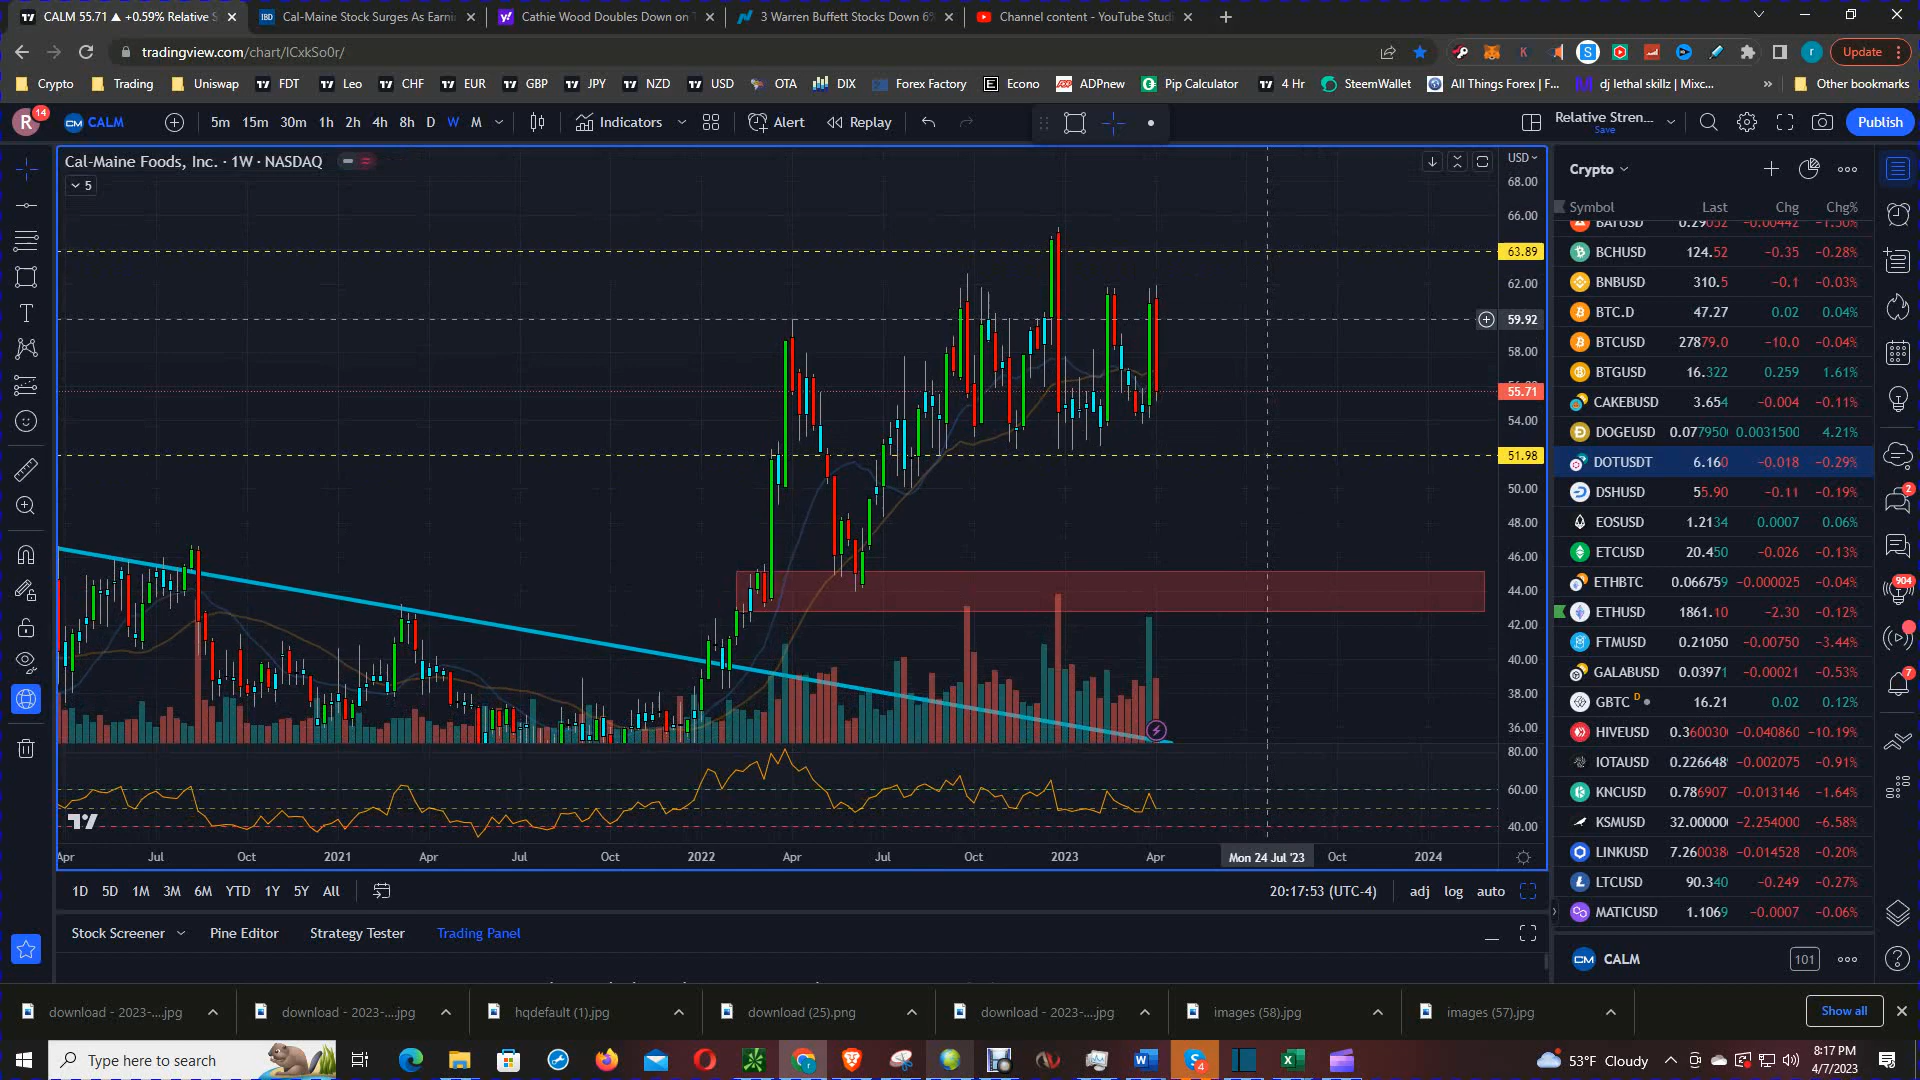 CALM 55.71 ▲ +0.59% Relative S
Cal-Maine Stock Surges As Earni
Cathie Wood Doubles Down on T
3 Warren Buffett Stocks Down 6%
Channel content - YouTube Studi
tradingview.com/chart/lCxkSo0r/
Update
Crypto
Trading
Uniswap
FDT
Leo
CHF
EUR
GBP
JPY
NZD
USD
OTA
DIX
Forex Factory
Econo
ADPnew
Pip Calculator
4 Hr
SteemWallet
All Things Forex | F...
dj lethal skillz | Mixc...
Other bookmarks
R 14
CALM
5m 15m 30m 1h 2h 4h 8h D W M
Indicators
Alert
Replay
Relative Stren...
Save
Publish
Cal-Maine Foods, Inc. · 1W · NASDAQ
5
USD
68.00
66.00
63.89
62.00
59.92
58.00
55.71
54.00
51.98
50.00
48.00
46.00
44.00
42.00
40.00
38.00
36.00
80.00
60.00
40.00
Apr Jul Oct 2021 Apr Jul Oct 2022 Apr Jul Oct 2023 Apr Mon 24 Jul '23 Oct 2024
1D 5D 1M 3M 6M YTD 1Y 5Y All
20:17:53 (UTC-4)
adj log auto
Stock Screener
Pine Editor
Strategy Tester
Trading Panel
Crypto
Symbol Last Chg Chg%
BATUSD 0.29052 −0.00442 −1.50%
BCHUSD 124.52 −0.35 −0.28%
BNBUSD 310.5 −0.1 −0.03%
BTC.D 47.27 0.02 0.04%
BTCUSD 27879.0 −10.0 −0.04%
BTGUSD 16.322 0.259 1.61%
CAKEBUSD 3.654 −0.004 −0.11%
DOGEUSD 0.0779500 0.0031500 4.21%
DOTUSDT 6.160 −0.018 −0.29%
DSHUSD 55.90 −0.11 −0.19%
EOSUSD 1.2134 0.0007 0.06%
ETCUSD 20.450 −0.026 −0.13%
ETHBTC 0.066759 −0.000025 −0.04%
ETHUSD 1861.10 −2.30 −0.12%
FTMUSD 0.21050 −0.00750 −3.44%
GALABUSD 0.03971 −0.00021 −0.53%
GBTC D 16.21 0.02 0.12%
HIVEUSD 0.360030 −0.040860 −10.19%
IOTAUSD 0.226648 −0.002075 −0.91%
KNCUSD 0.786907 −0.013146 −1.64%
KSMUSD 32.00000 −2.254000 −6.58%
LINKUSD 7.260038 −0.014528 −0.20%
LTCUSD 90.340 −0.249 −0.27%
MATICUSD 1.1069 −0.0007 −0.06%
CALM 101
2
904
7
download - 2023-....jpg
download - 2023-....jpg
hqdefault (1).jpg
download (25).png
download - 2023-....jpg
images (58).jpg
images (57).jpg
Show all
Type here to search
4
53°F Cloudy
8:17 PM
4/7/2023